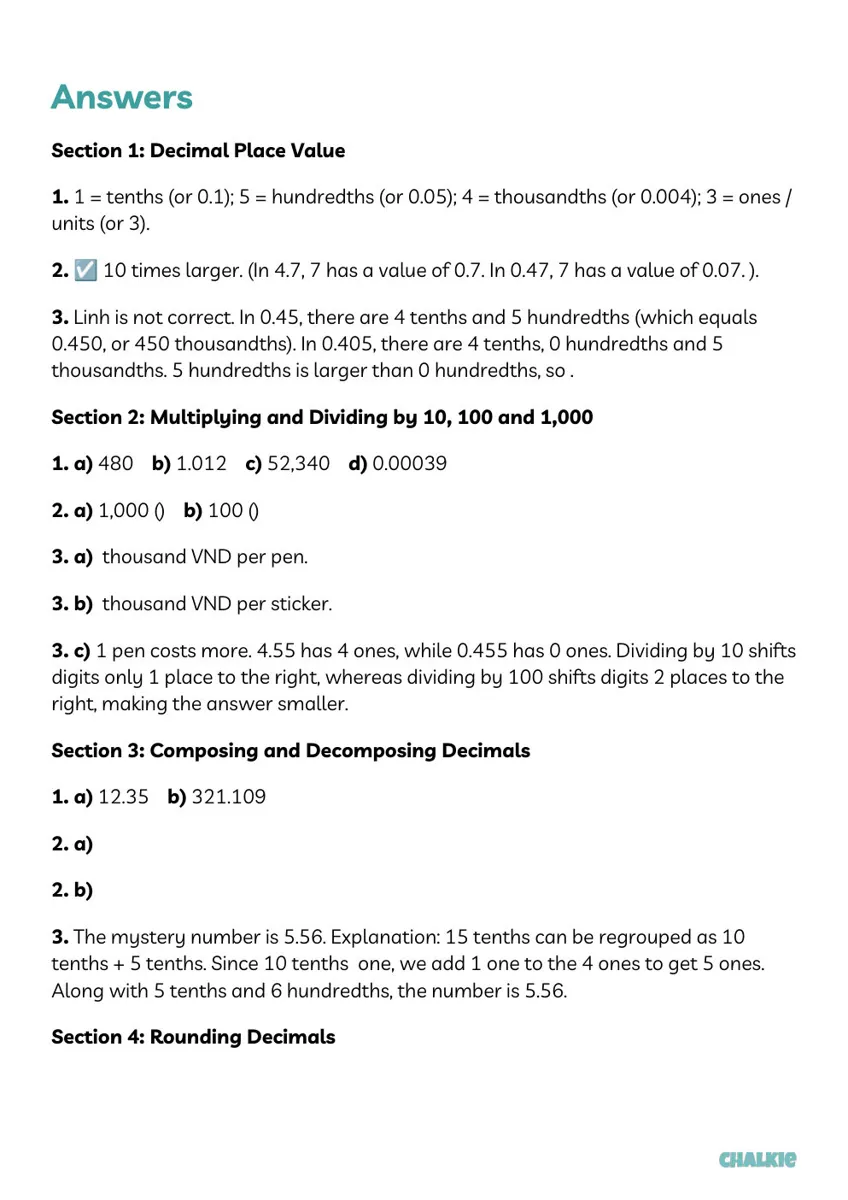 Answers
Section 1: Decimal Place Value
1. 1 = tenths (or 0.1); 5 = hundredths (or 0.05); 4 = thousandths (or 0.004); 3 = ones /
units (or 3).
2. ☑ 10 times larger. (In 4.7, 7 has a value of 0.7. In 0.47, 7 has a value of 0.07. ).
3. Linh is not correct. In 0.45, there are 4 tenths and 5 hundredths (which equals
0.450, or 450 thousandths). In 0.405, there are 4 tenths, 0 hundredths and 5
thousandths. 5 hundredths is larger than 0 hundredths, so .
Section 2: Multiplying and Dividing by 10, 100 and 1,000
1. a) 480 b) 1.012 c) 52,340 d) 0.00039
2. a) 1,000 () b) 100 ()
3. a) thousand VND per pen.
3. b) thousand VND per sticker.
3. c) 1 pen costs more. 4.55 has 4 ones, while 0.455 has 0 ones. Dividing by 10 shifts
digits only 1 place to the right, whereas dividing by 100 shifts digits 2 places to the
right, making the answer smaller.
Section 3: Composing and Decomposing Decimals
1. a) 12.35 b) 321.109
2. a)
2. b)
3. The mystery number is 5.56. Explanation: 15 tenths can be regrouped as 10
tenths + 5 tenths. Since 10 tenths one, we add 1 one to the 4 ones to get 5 ones.
Along with 5 tenths and 6 hundredths, the number is 5.56.
Section 4: Rounding Decimals
CHALKIE